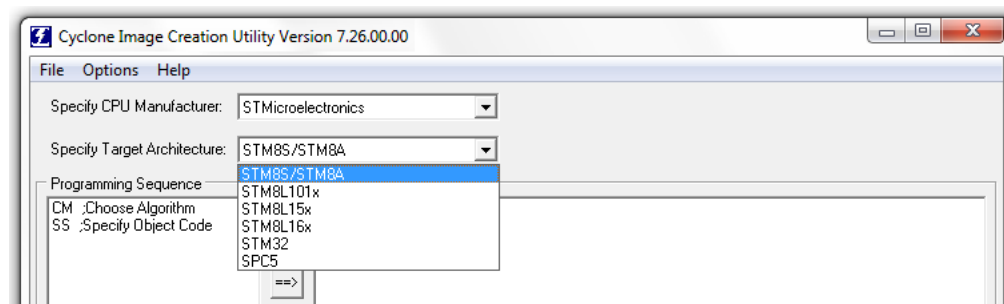 Cyclone Image Creation Utility Version 7.26.00.00
File Options Help
Specify CPU Manufacturer: STMicroelectronics
Specify Target Architecture: STM8S/STM8A
STM8S/STM8A
STM8L101x
STM8L15x
STM8L16x
STM32
SPC5
Programming Sequence
CM ;Choose Algorithm
SS ;Specify Object Code
==>